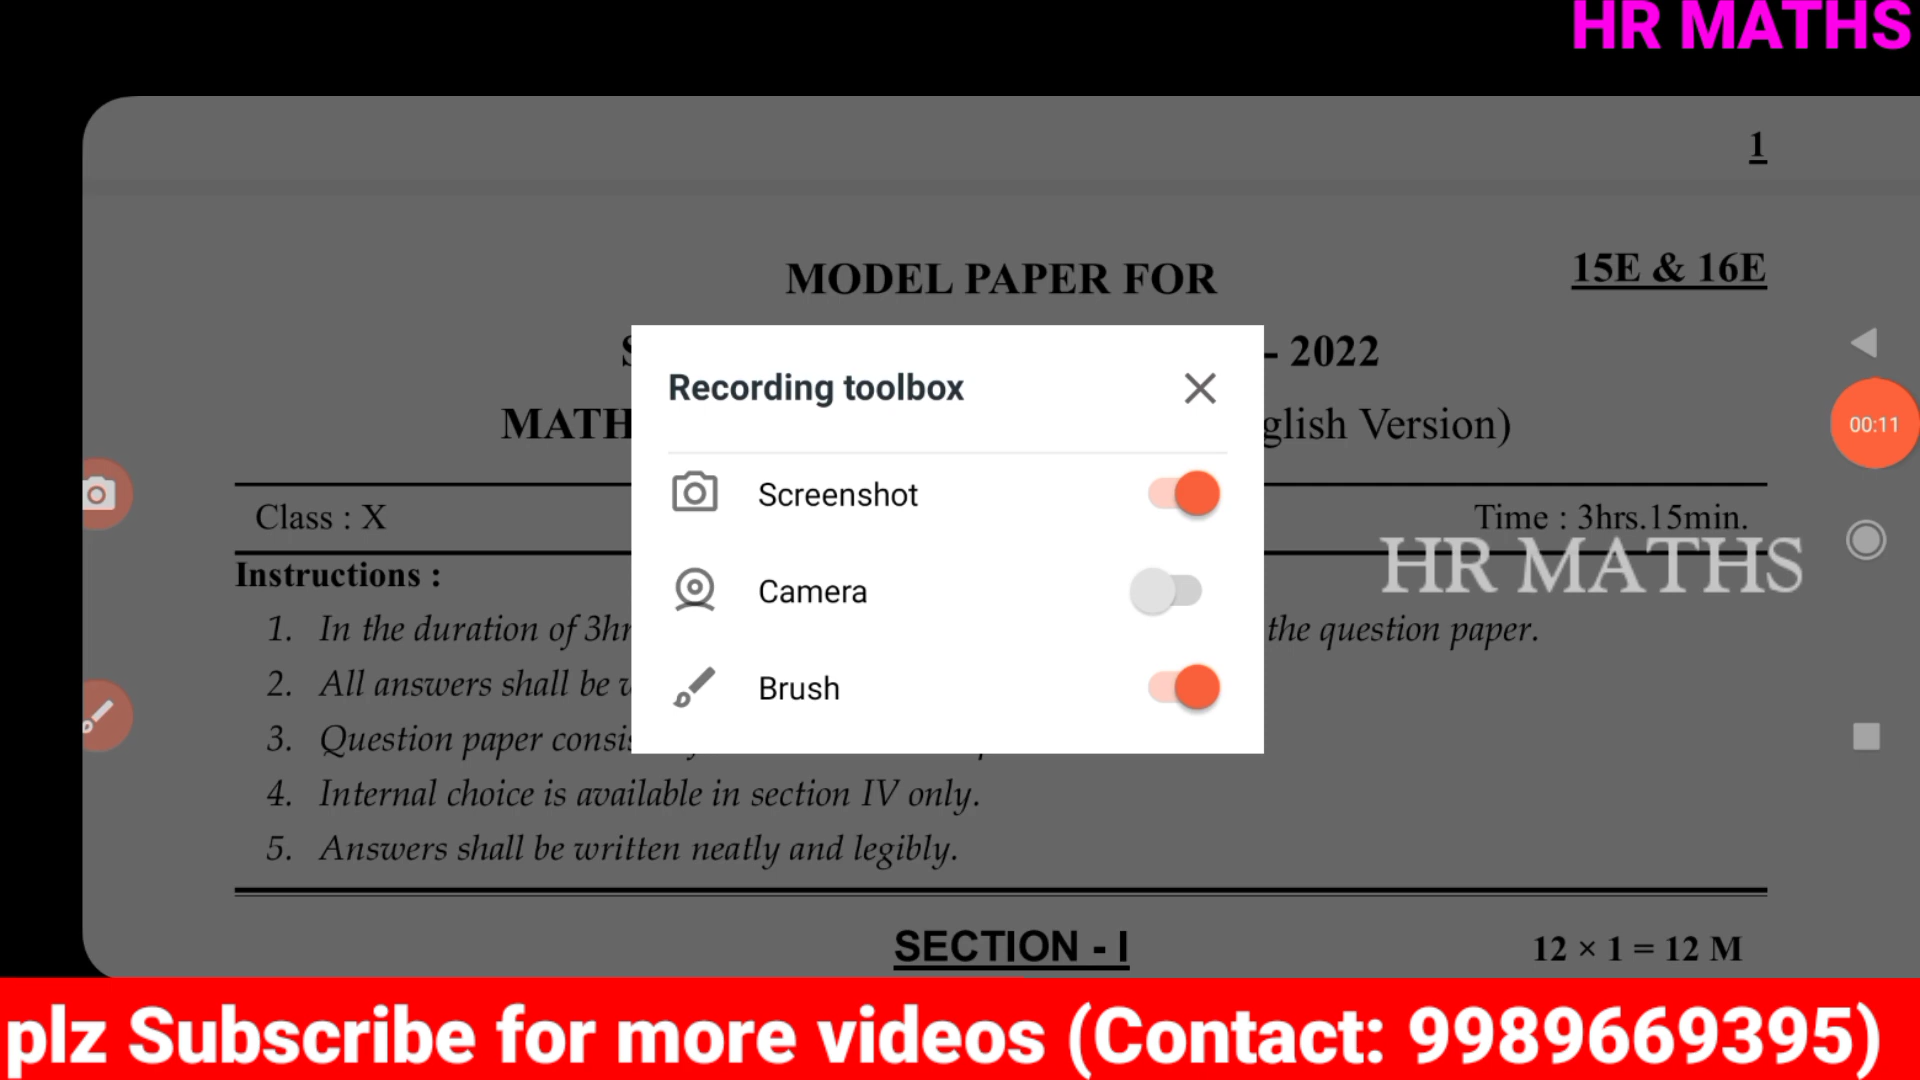 HR MATHS
1
MODEL PAPER FOR
15E & 16E
- 2022
MATH
glish Version)
Recording toolbox
00:11
Screenshot
Class : X
Time : 3hrs.15min.
HR MATHS
Instructions :
Camera
1. In the duration of 3hr
the question paper.
2. All answers shall be
Brush
3. Question paper consis
4. Internal choice is available in section IV only.
5. Answers shall be written neatly and legibly.
SECTION - I
12 × 1 = 12 M
plz Subscribe for more videos (Contact: 9989669395)